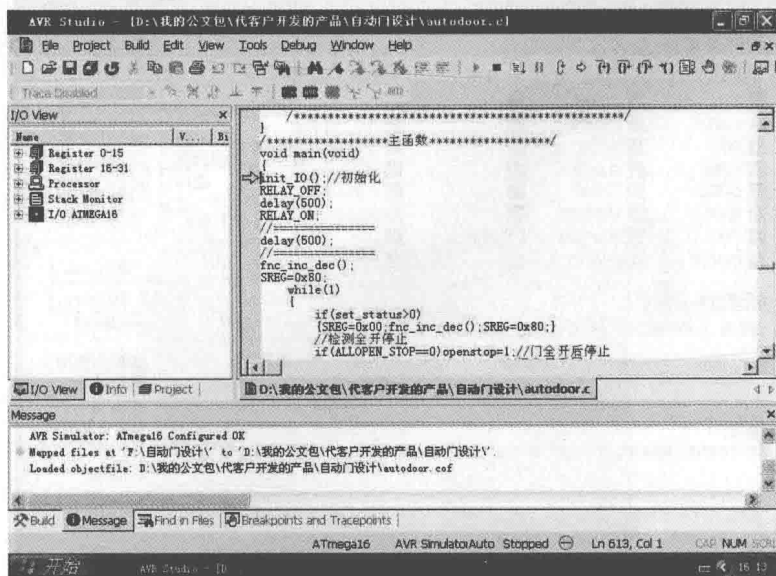 AVR Studio - [D:\我的公文包\代客户开发的产品\自动门设计\autodoor.c]
File Project Build Edit View Tools Debug Window Help
Trace Disabled
I/O View
Name V... Bi
Register 0-15
Register 16-31
Processor
Stack Monitor
I/O ATMEGA16
/*****************************************************/
}
/********************主函数********************/
void main(void)
{
init_IO();//初始化
RELAY_OFF;
delay(500);
RELAY_ON;
//================
delay(500);
//================
fnc_inc_dec();
SREG=0x80;
while(1)
{
if(set_status>0)
{SREG=0x00;fnc_inc_dec();SREG=0x80;}
//检测全开停止
if(ALLOPEN_STOP==0)openstop=1;//门全开后停止
I/O View Info Project
D:\我的公文包\代客户开发的产品\自动门设计\autodoor.c
Message
AVR Simulator: ATmega16 Configured OK
Mapped files at 'F:\自动门设计\' to 'D:\我的公文包\代客户开发的产品\自动门设计\'.
Loaded objectfile: D:\我的公文包\代客户开发的产品\自动门设计\autodoor.cof
Build Message Find in Files Breakpoints and Tracepoints
ATmega16 AVR Simulator Auto Stopped Ln 613, Col 1 CAP NUM SCRL
开始 AVR Studio - [D 16:13